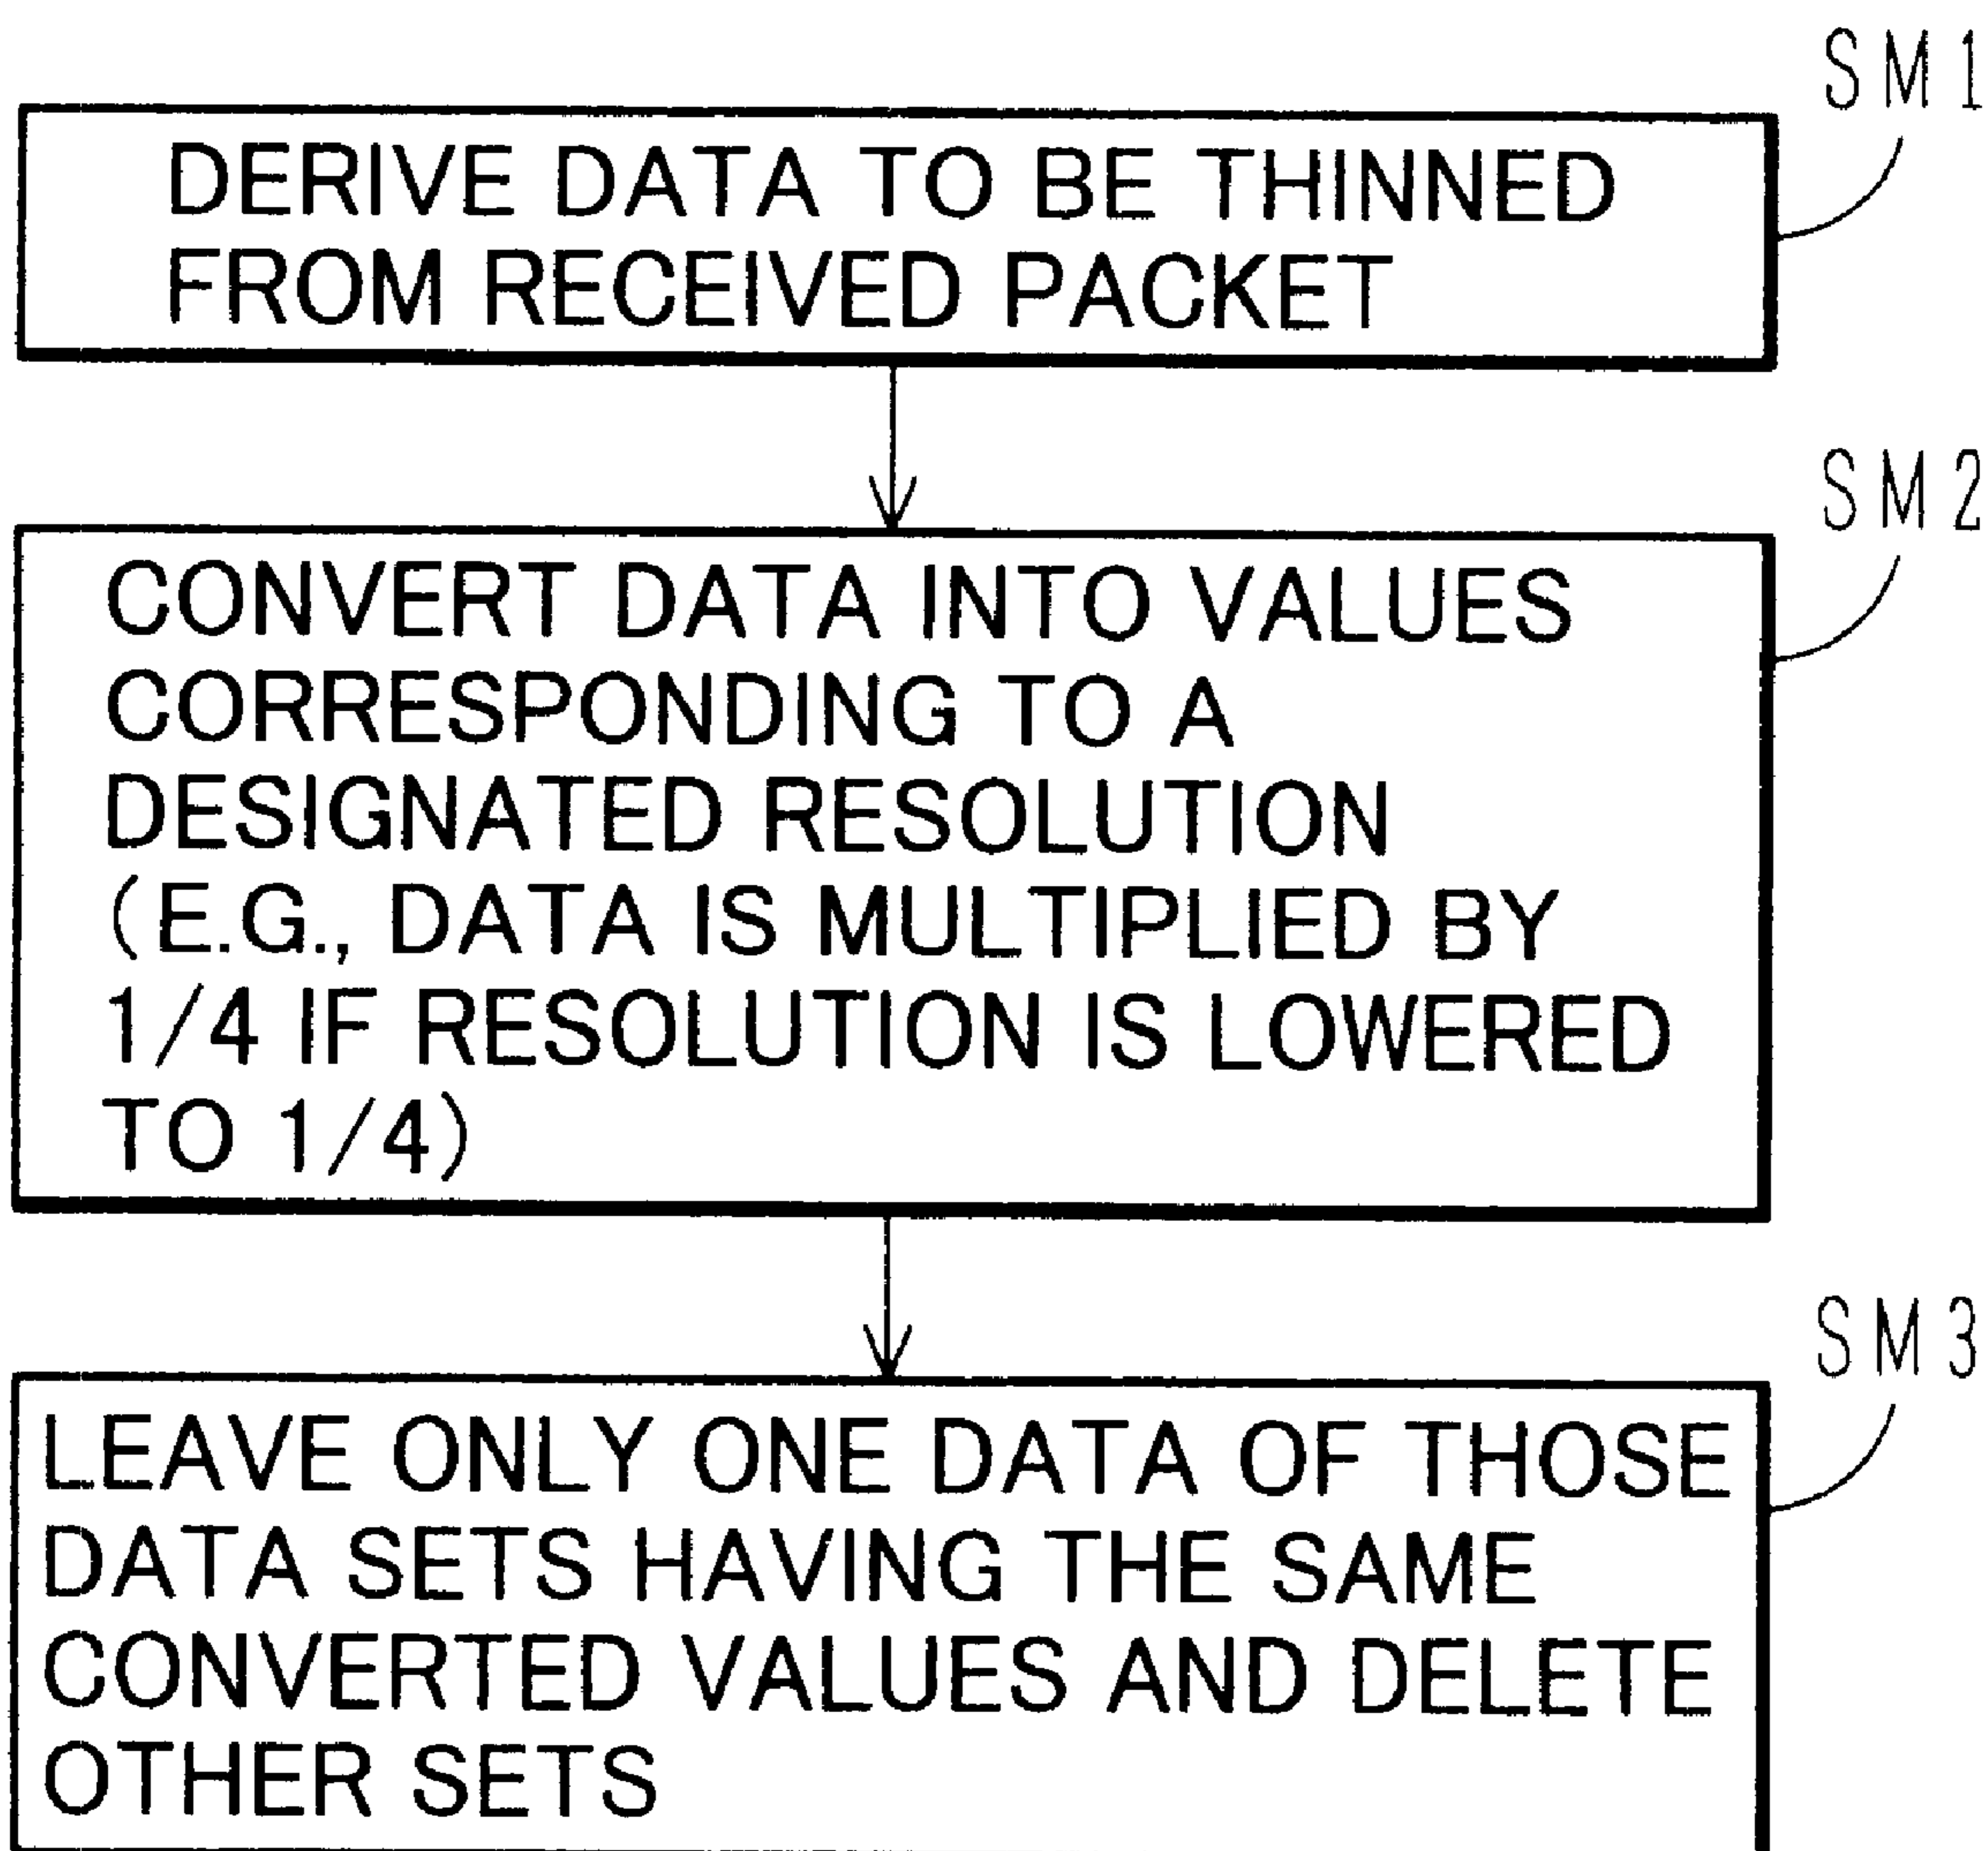 SM1
DERIVE DATA TO BE THINNED
FROM RECEIVED PACKET
SM2
CONVERT DATA INTO VALUES
CORRESPONDING TO A
DESIGNATED RESOLUTION
(E.G., DATA IS MULTIPLIED BY
1/4 IF RESOLUTION IS LOWERED
TO 1/4)
SM3
LEAVE ONLY ONE DATA OF THOSE
DATA SETS HAVING THE SAME
CONVERTED VALUES AND DELETE
OTHER SETS